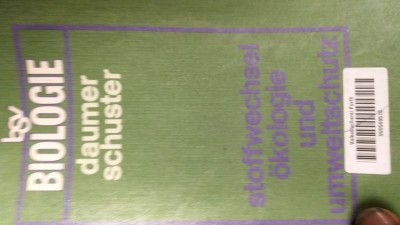 bsv
BIOLOGIE
daumer
schuster
stoffwechsel
ökologie
und
umweltschutz